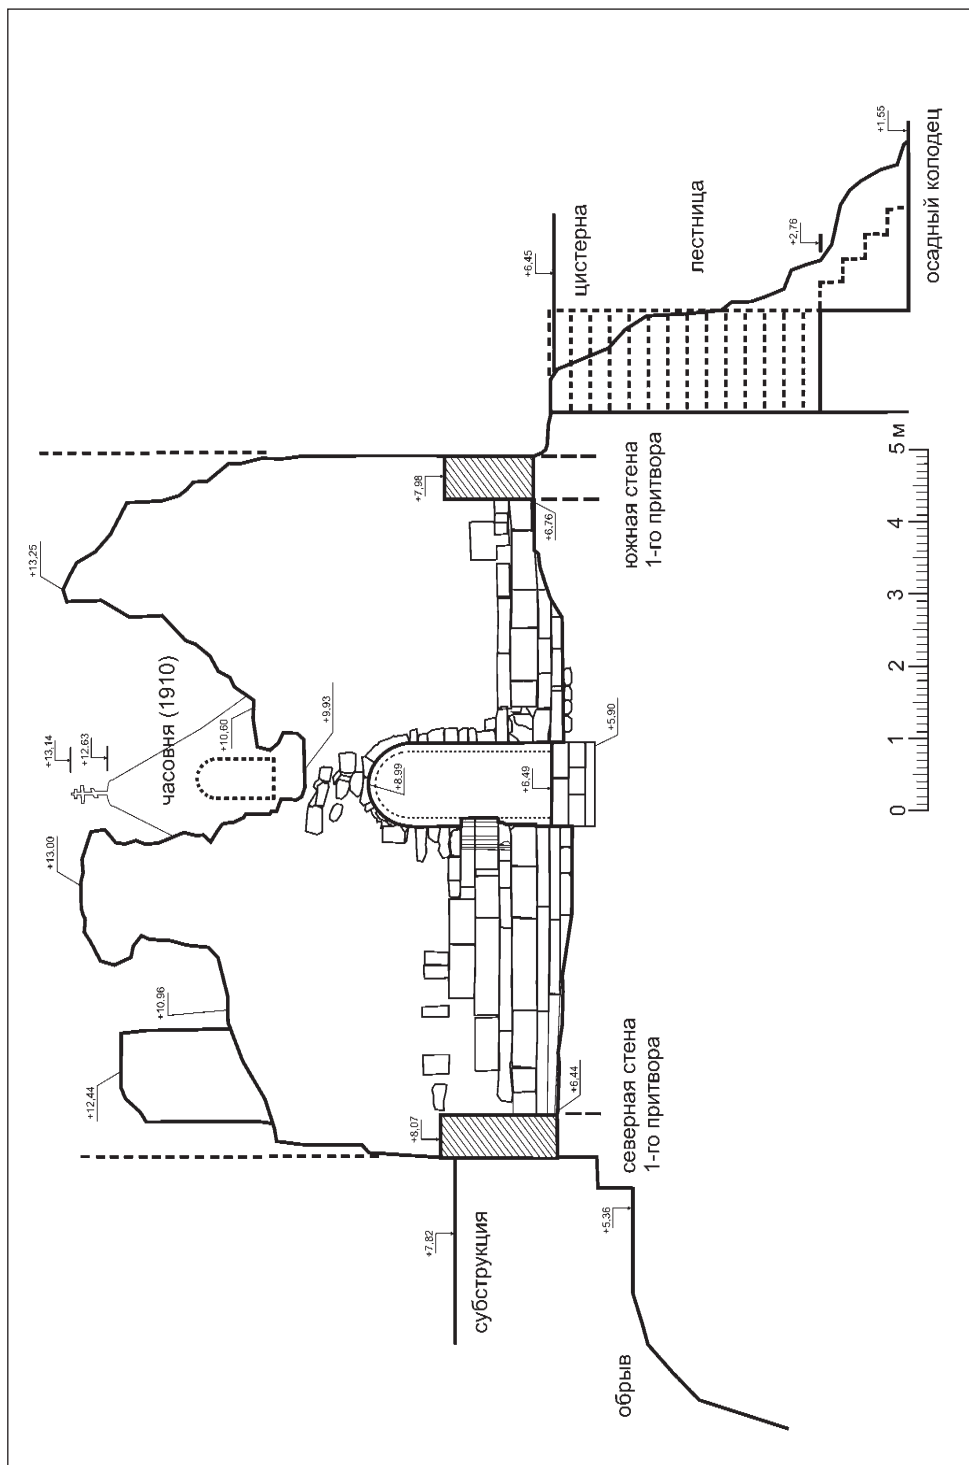 +13,14
+12,63
+13.00
+13,25
часовня (1910)
+12,44
+10.96
+10,60
+9.93
+8,99
+8,07
+7,98
+7,82
субструкция
+6,45
цистерна
+6,76
+6,49
+6,44
+5,90
+5.36
обрыв
северная стена
1-го притвора
южная стена
1-го притвора
лестница
+2,76
+1,55
осадный колодец
0 1 2 3 4 5 м